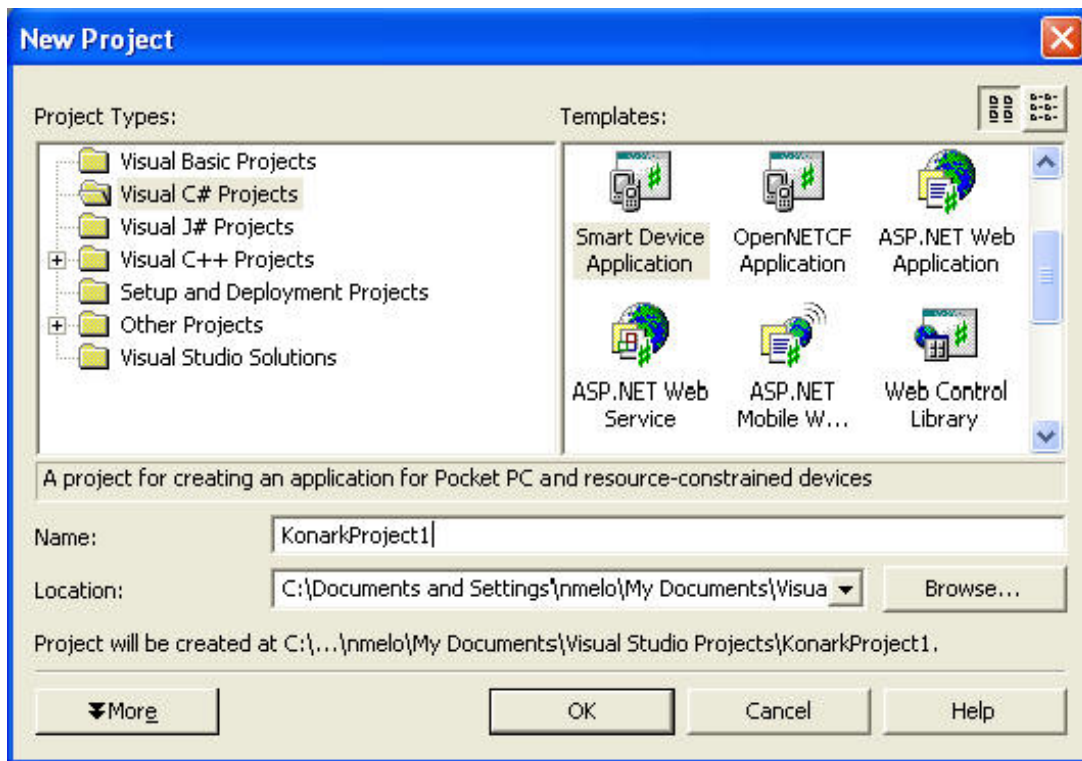 New Project
Project Types:
Templates:
Visual Basic Projects
Visual C# Projects
Visual J# Projects
Visual C++ Projects
Setup and Deployment Projects
Other Projects
Visual Studio Solutions
Smart Device Application
OpenNETCF Application
ASP.NET Web Application
ASP.NET Web Service
ASP.NET Mobile W...
Web Control Library
A project for creating an application for Pocket PC and resource-constrained devices
Name:
KonarkProject1
Location:
C:\Documents and Settings\nmelo\My Documents\Visua
Browse...
Project will be created at C:\...\nmelo\My Documents\Visual Studio Projects\KonarkProject1.
More
OK
Cancel
Help